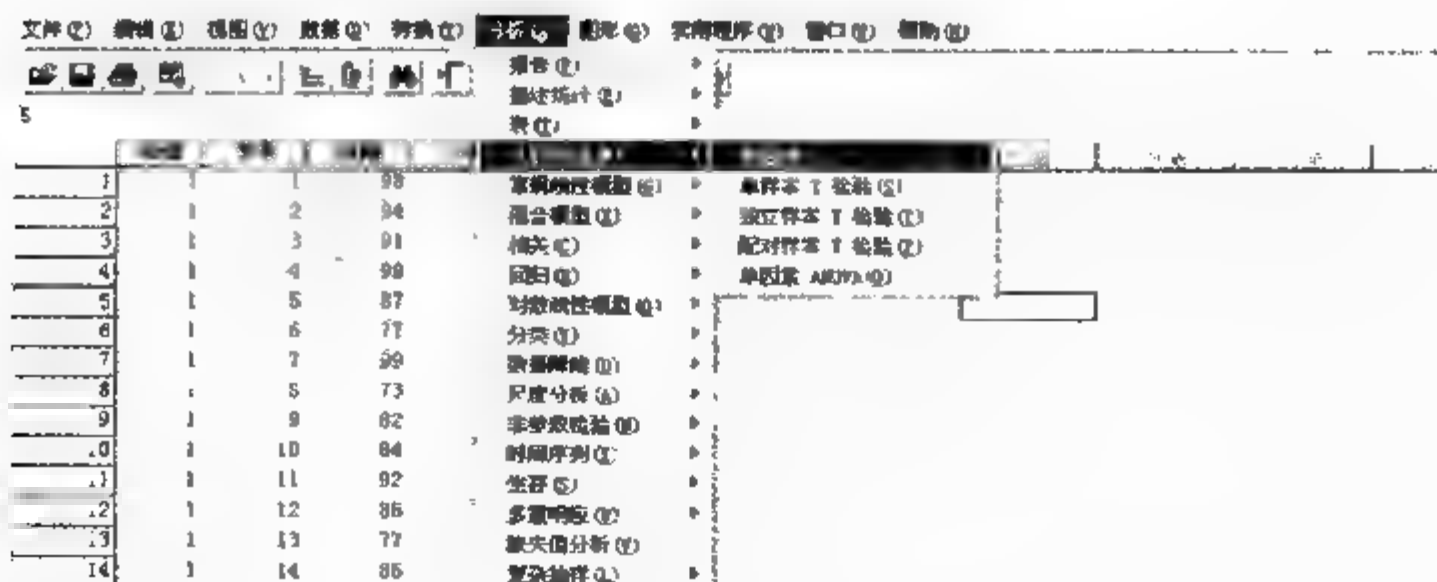 文件(F) 编辑(E) 视图(V) 数据(D) 转换(T) 分析 图形(G) 实用程序(U) 窗口(W) 帮助(H)
报告(P)
描述统计(E)
5
表(T)
1 1 1 98 常规线性模型(G) 单样本 T 检验(S)
2 1 2 94 混合模型(X) 独立样本 T 检验(T)
3 1 3 91 相关(C) 配对样本 T 检验(P)
4 1 4 回归(R) 单因素 ANOVA(O)
5 1 5 87 对数线性模型(O)
6 1 6 77 分类(Y)
7 1 7 99 数据降维(D)
8 73 尺度分析(A)
9 1 9 82 非参数检验(N)
10 1 10 84 时间序列(I)
11 1 11 92 生存(S)
12 1 12 多重响应(U)
13 1 13 77 缺失值分析(Y)
14 1 14 复杂抽样(L)